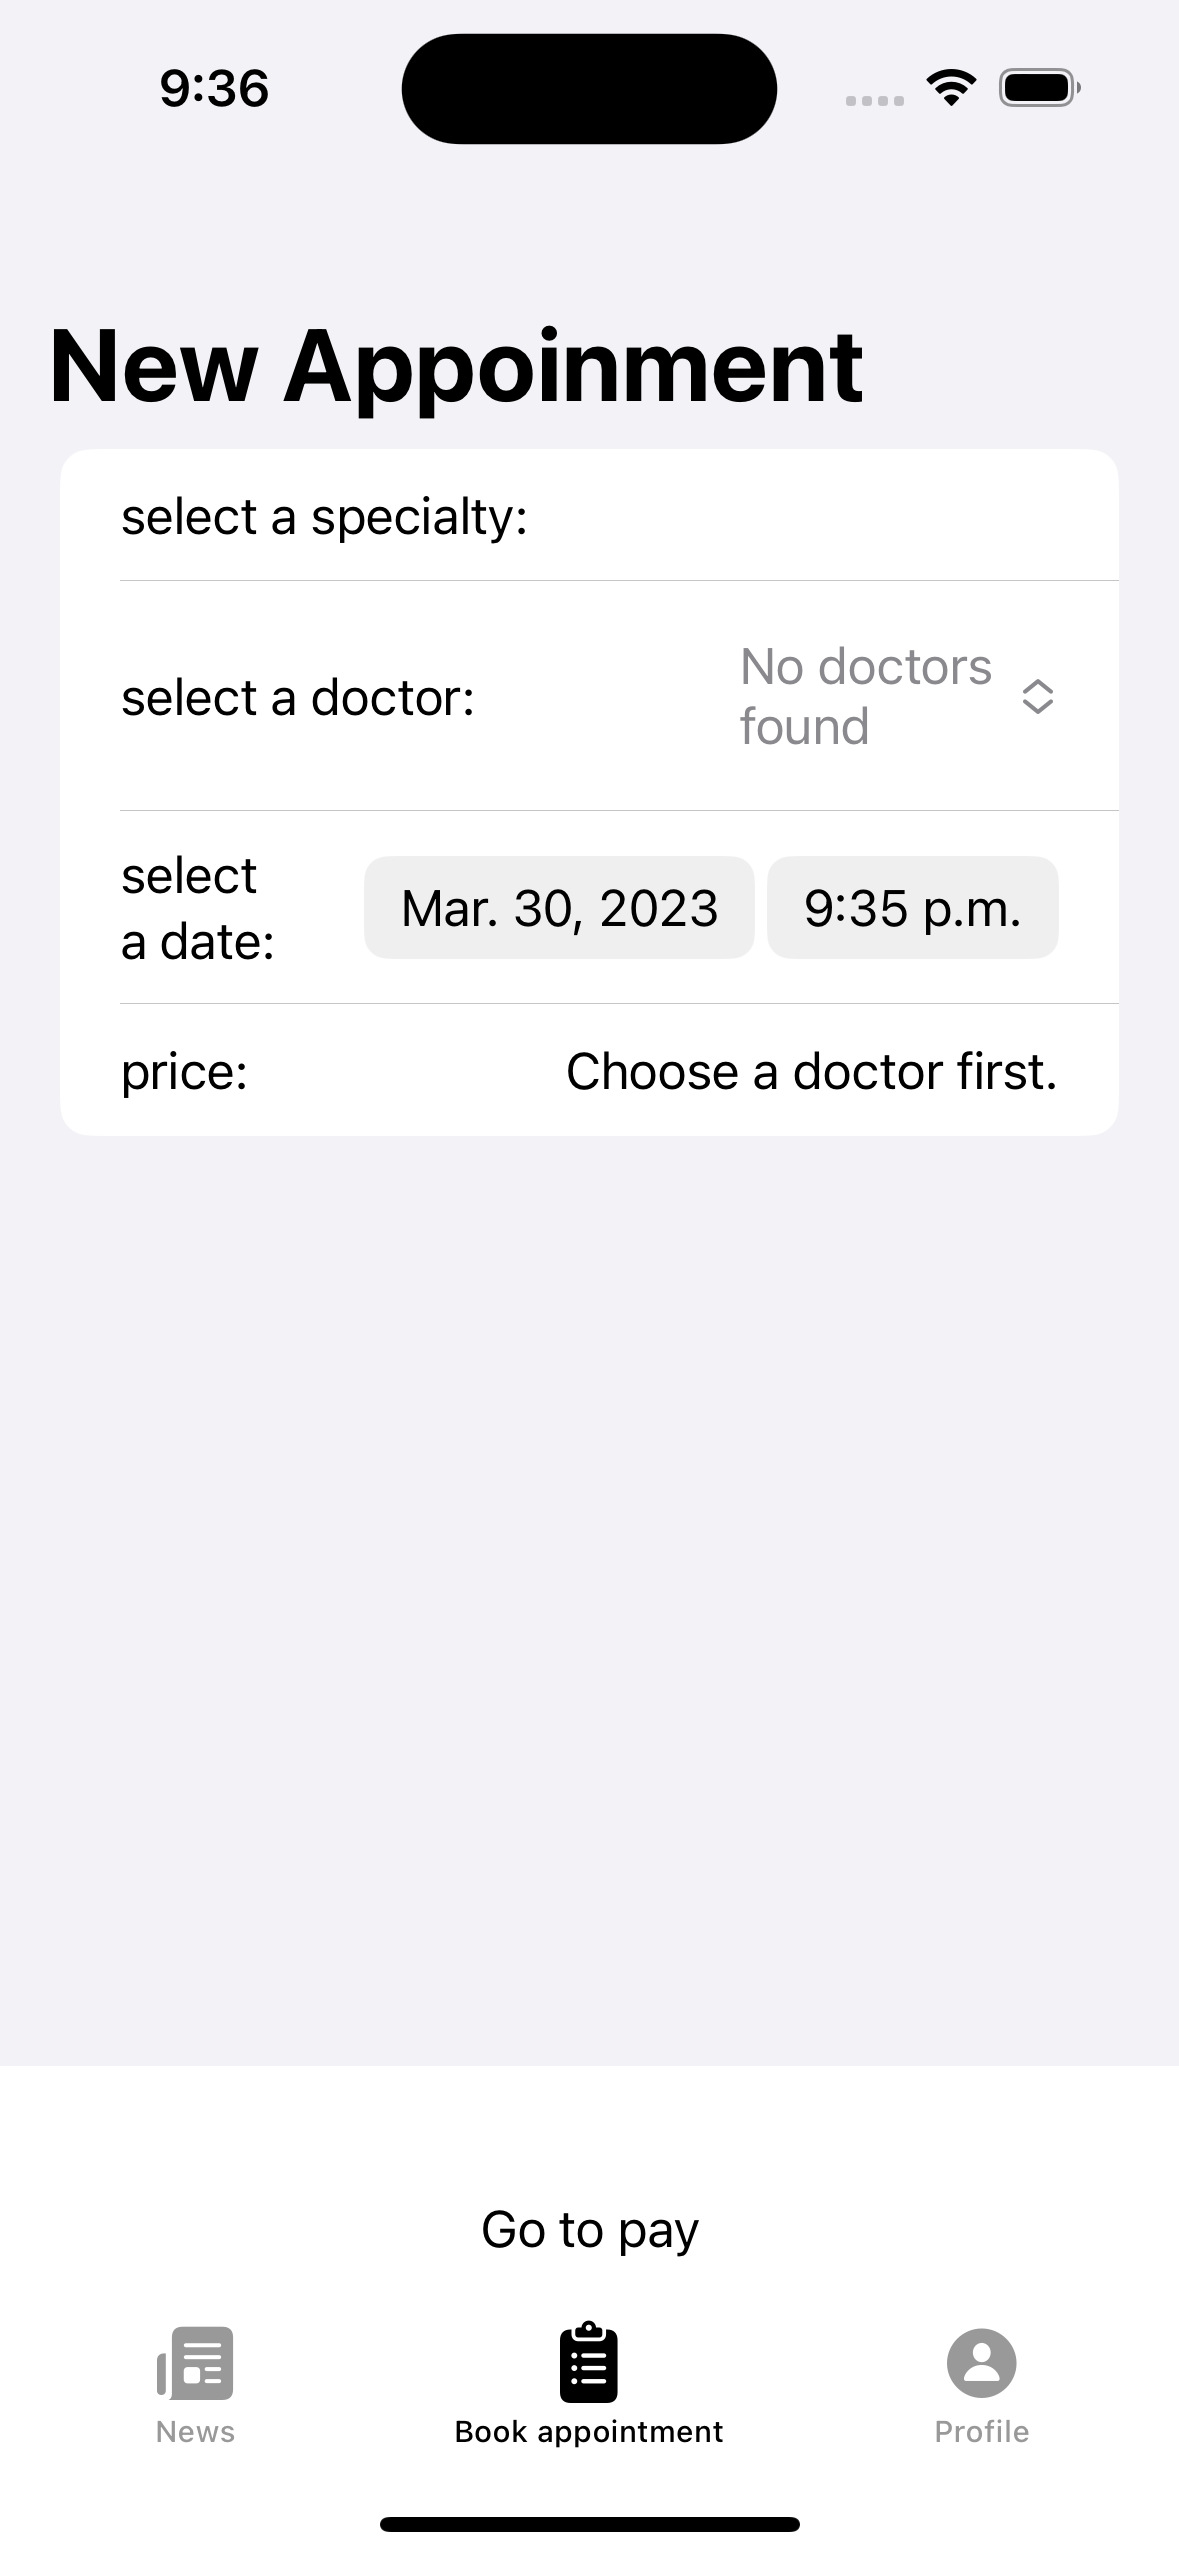 9:36
New Appoinment
select a specialty:
select a doctor:
No doctors
found
select
a date:
Mar. 30, 2023
9:35 p.m.
price:
Choose a doctor first.
Go to pay
News
Book appointment
Profile